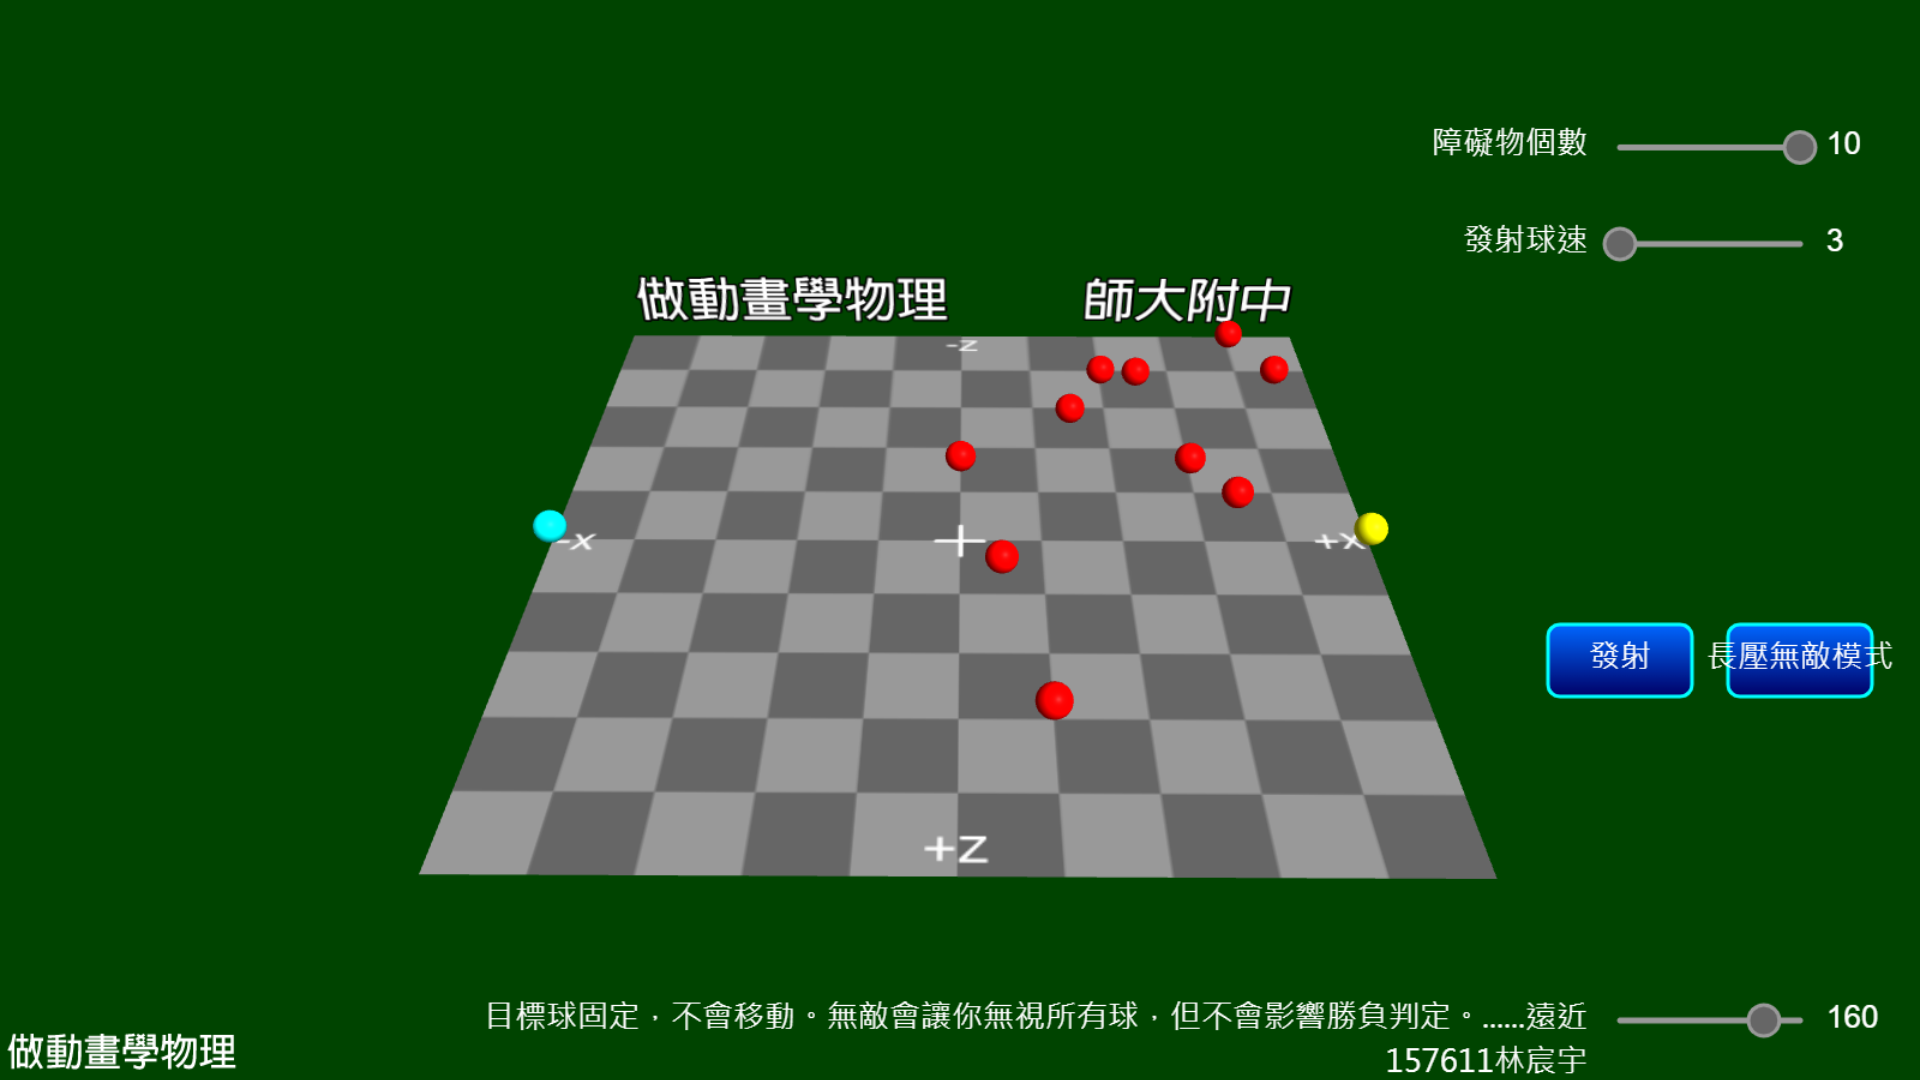 障礙物個數 10
發射球速 3
做動畫學物理 師大附中
-z
-x
+x
發射 長壓無敵模式
+z
目標球固定，不會移動。無敵會讓你無視所有球，但不會影響勝負判定。......遠近 160
做動畫學物理
157611林宸宇